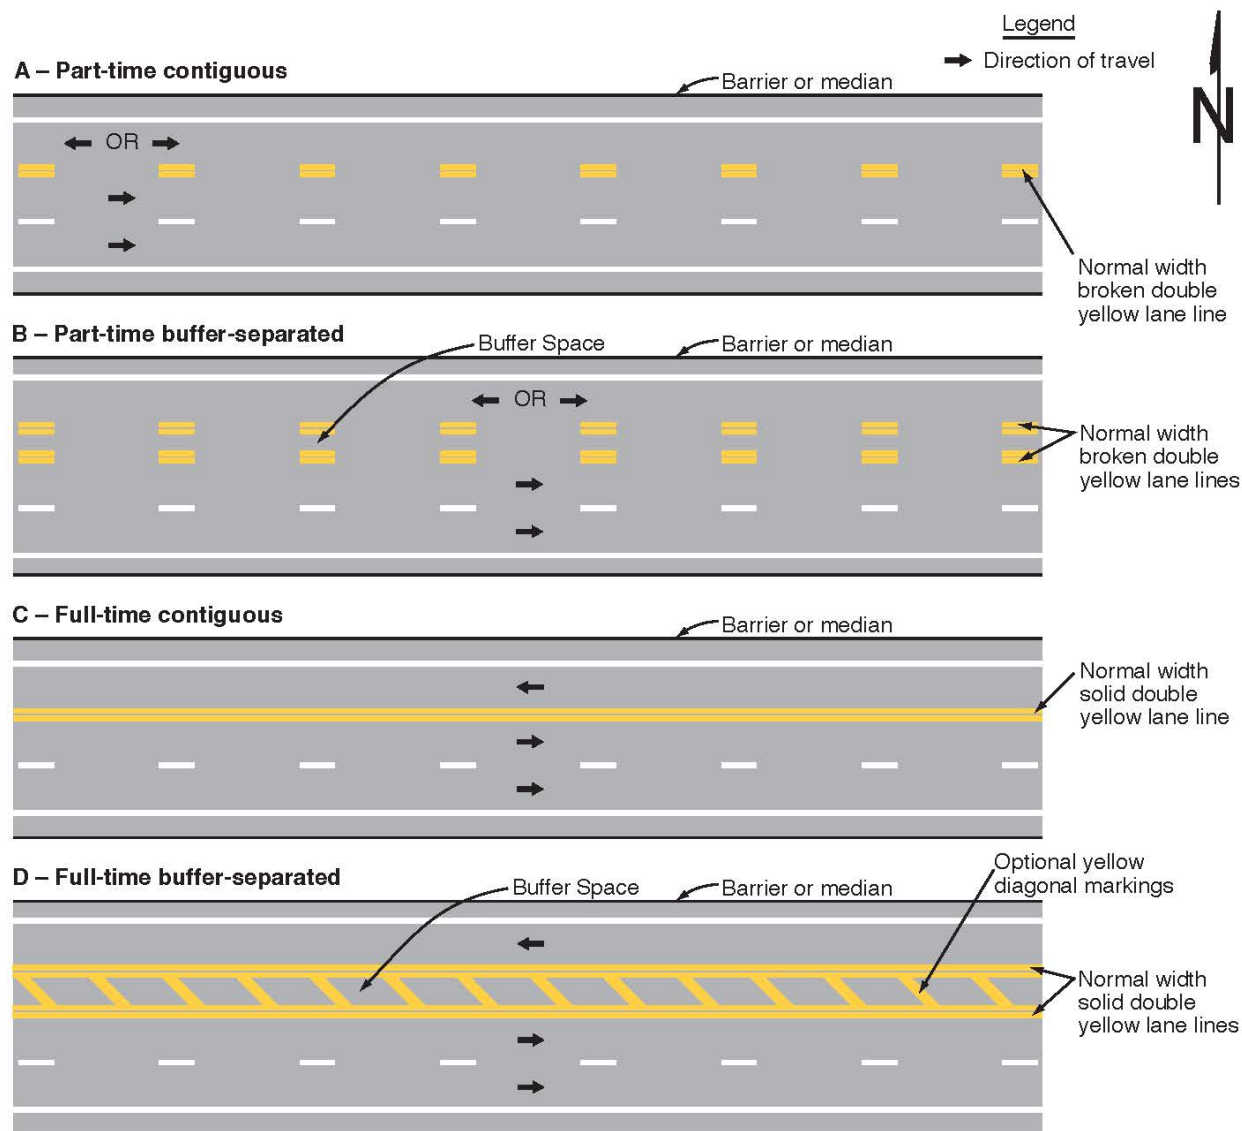 Legend
Direction of travel
N
A – Part-time contiguous
Barrier or median
OR
Normal width
broken double
yellow lane line
B – Part-time buffer-separated
Buffer Space
Barrier or median
OR
Normal width
broken double
yellow lane lines
C – Full-time contiguous
Barrier or median
Normal width
solid double
yellow lane line
D – Full-time buffer-separated
Buffer Space
Barrier or median
Optional yellow
diagonal markings
Normal width
solid double
yellow lane lines